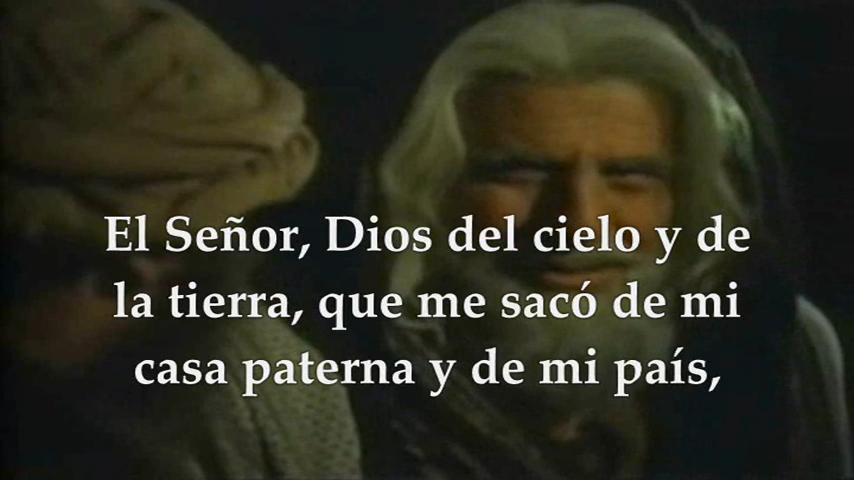 El Señor, Dios del cielo y de
la tierra, que me sacó de mi
casa paterna y de mi país,